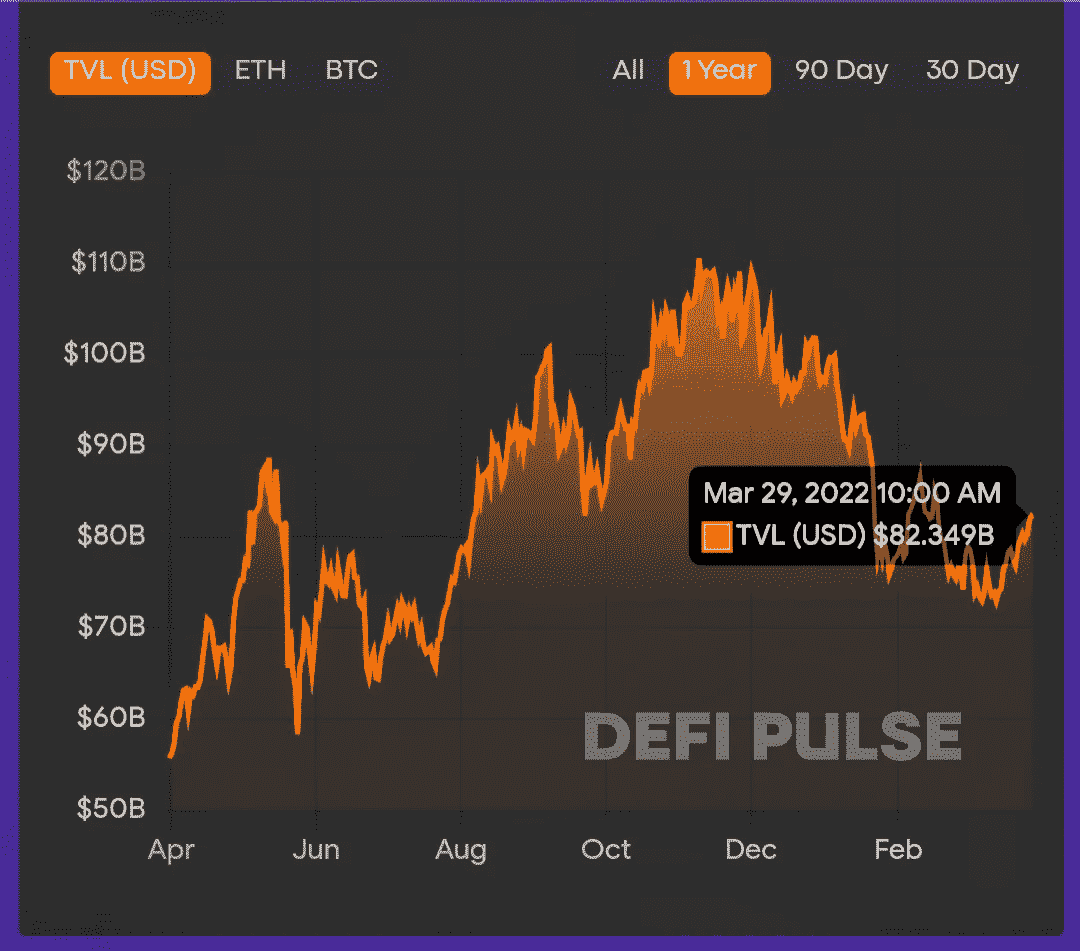 TVL (USD) ETH BTC All 1 Year 90 Day 30 Day
$120B
$110B
$100B
$90B
$80B
$70B
$60B
$50B
Mar 29, 2022 10:00 AM
TVL (USD) $82.349B
DEFI PULSE
Apr Jun Aug Oct Dec Feb